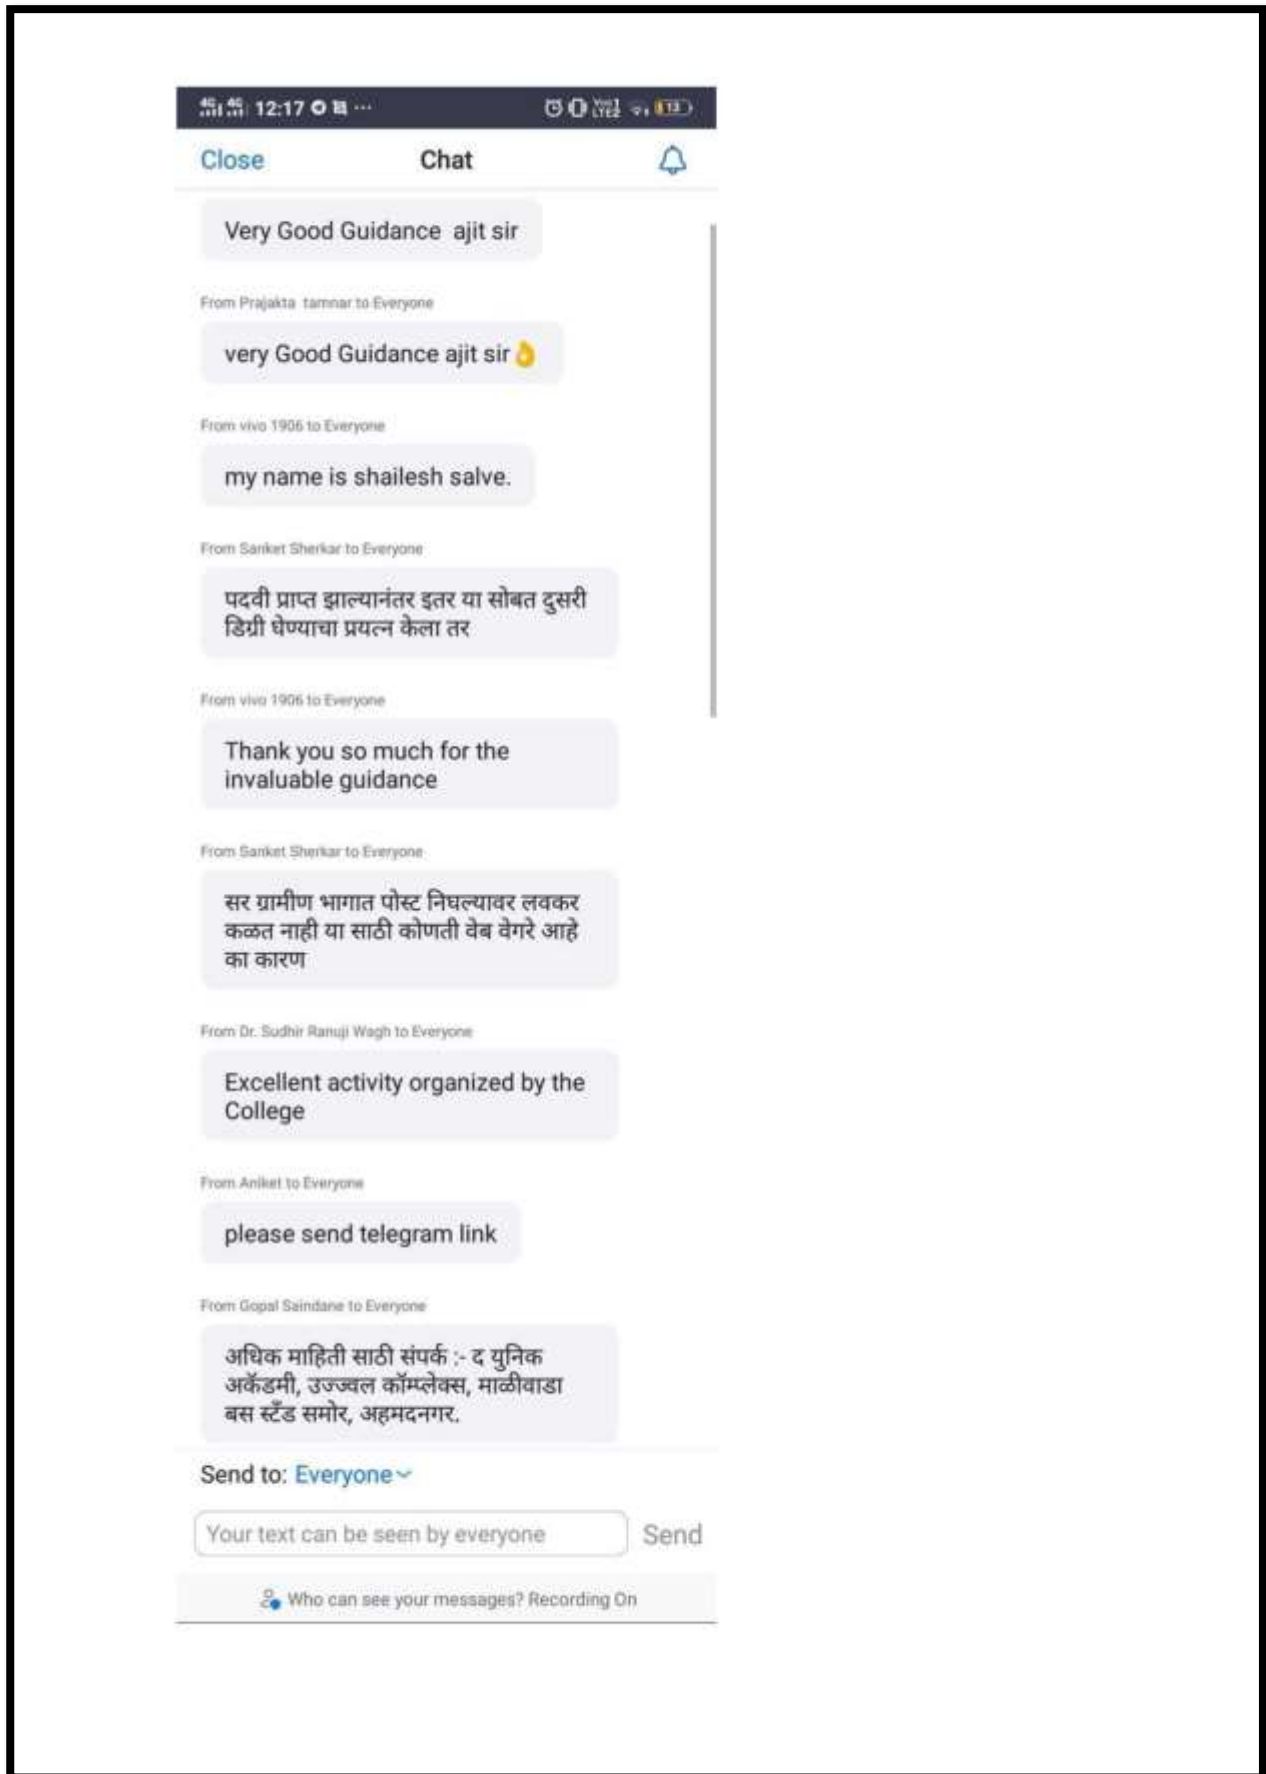 12:17
13
Close
Chat
Very Good Guidance ajit sir
From Prajakta tamnar to Everyone
very Good Guidance ajit sir👌
From vivo 1906 to Everyone
my name is shailesh salve.
From Sanket Sherkar to Everyone
पदवी प्राप्त झाल्यानंतर इतर या सोबत दुसरी
डिग्री घेण्याचा प्रयत्न केला तर
From vivo 1906 to Everyone
Thank you so much for the
invaluable guidance
From Sanket Sherkar to Everyone
सर ग्रामीण भागात पोस्ट निघल्यावर लवकर
कळत नाही या साठी कोणती वेब वेगरे आहे
का कारण
From Dr. Sudhir Ranuji Wagh to Everyone
Excellent activity organized by the
College
From Aniket to Everyone
please send telegram link
From Gopal Saindane to Everyone
अधिक माहिती साठी संपर्क :- द युनिक
अकॅडमी, उज्ज्वल कॉम्प्लेक्स, माळीवाडा
बस स्टँड समोर, अहमदनगर.
Send to: Everyone
Your text can be seen by everyone
Send
Who can see your messages? Recording On